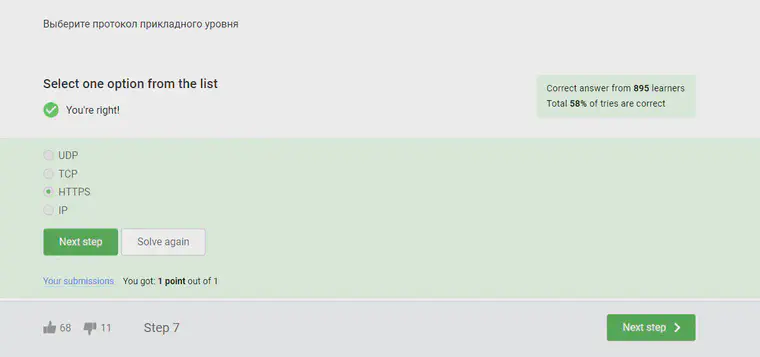 Выберите протокол прикладного уровня
Select one option from the list
You're right!
Correct answer from 895 learners
Total 58% of tries are correct
UDP
TCP
HTTPS
IP
Next step
Solve again
Your submissions You got: 1 point out of 1
68
11
Step 7
Next step